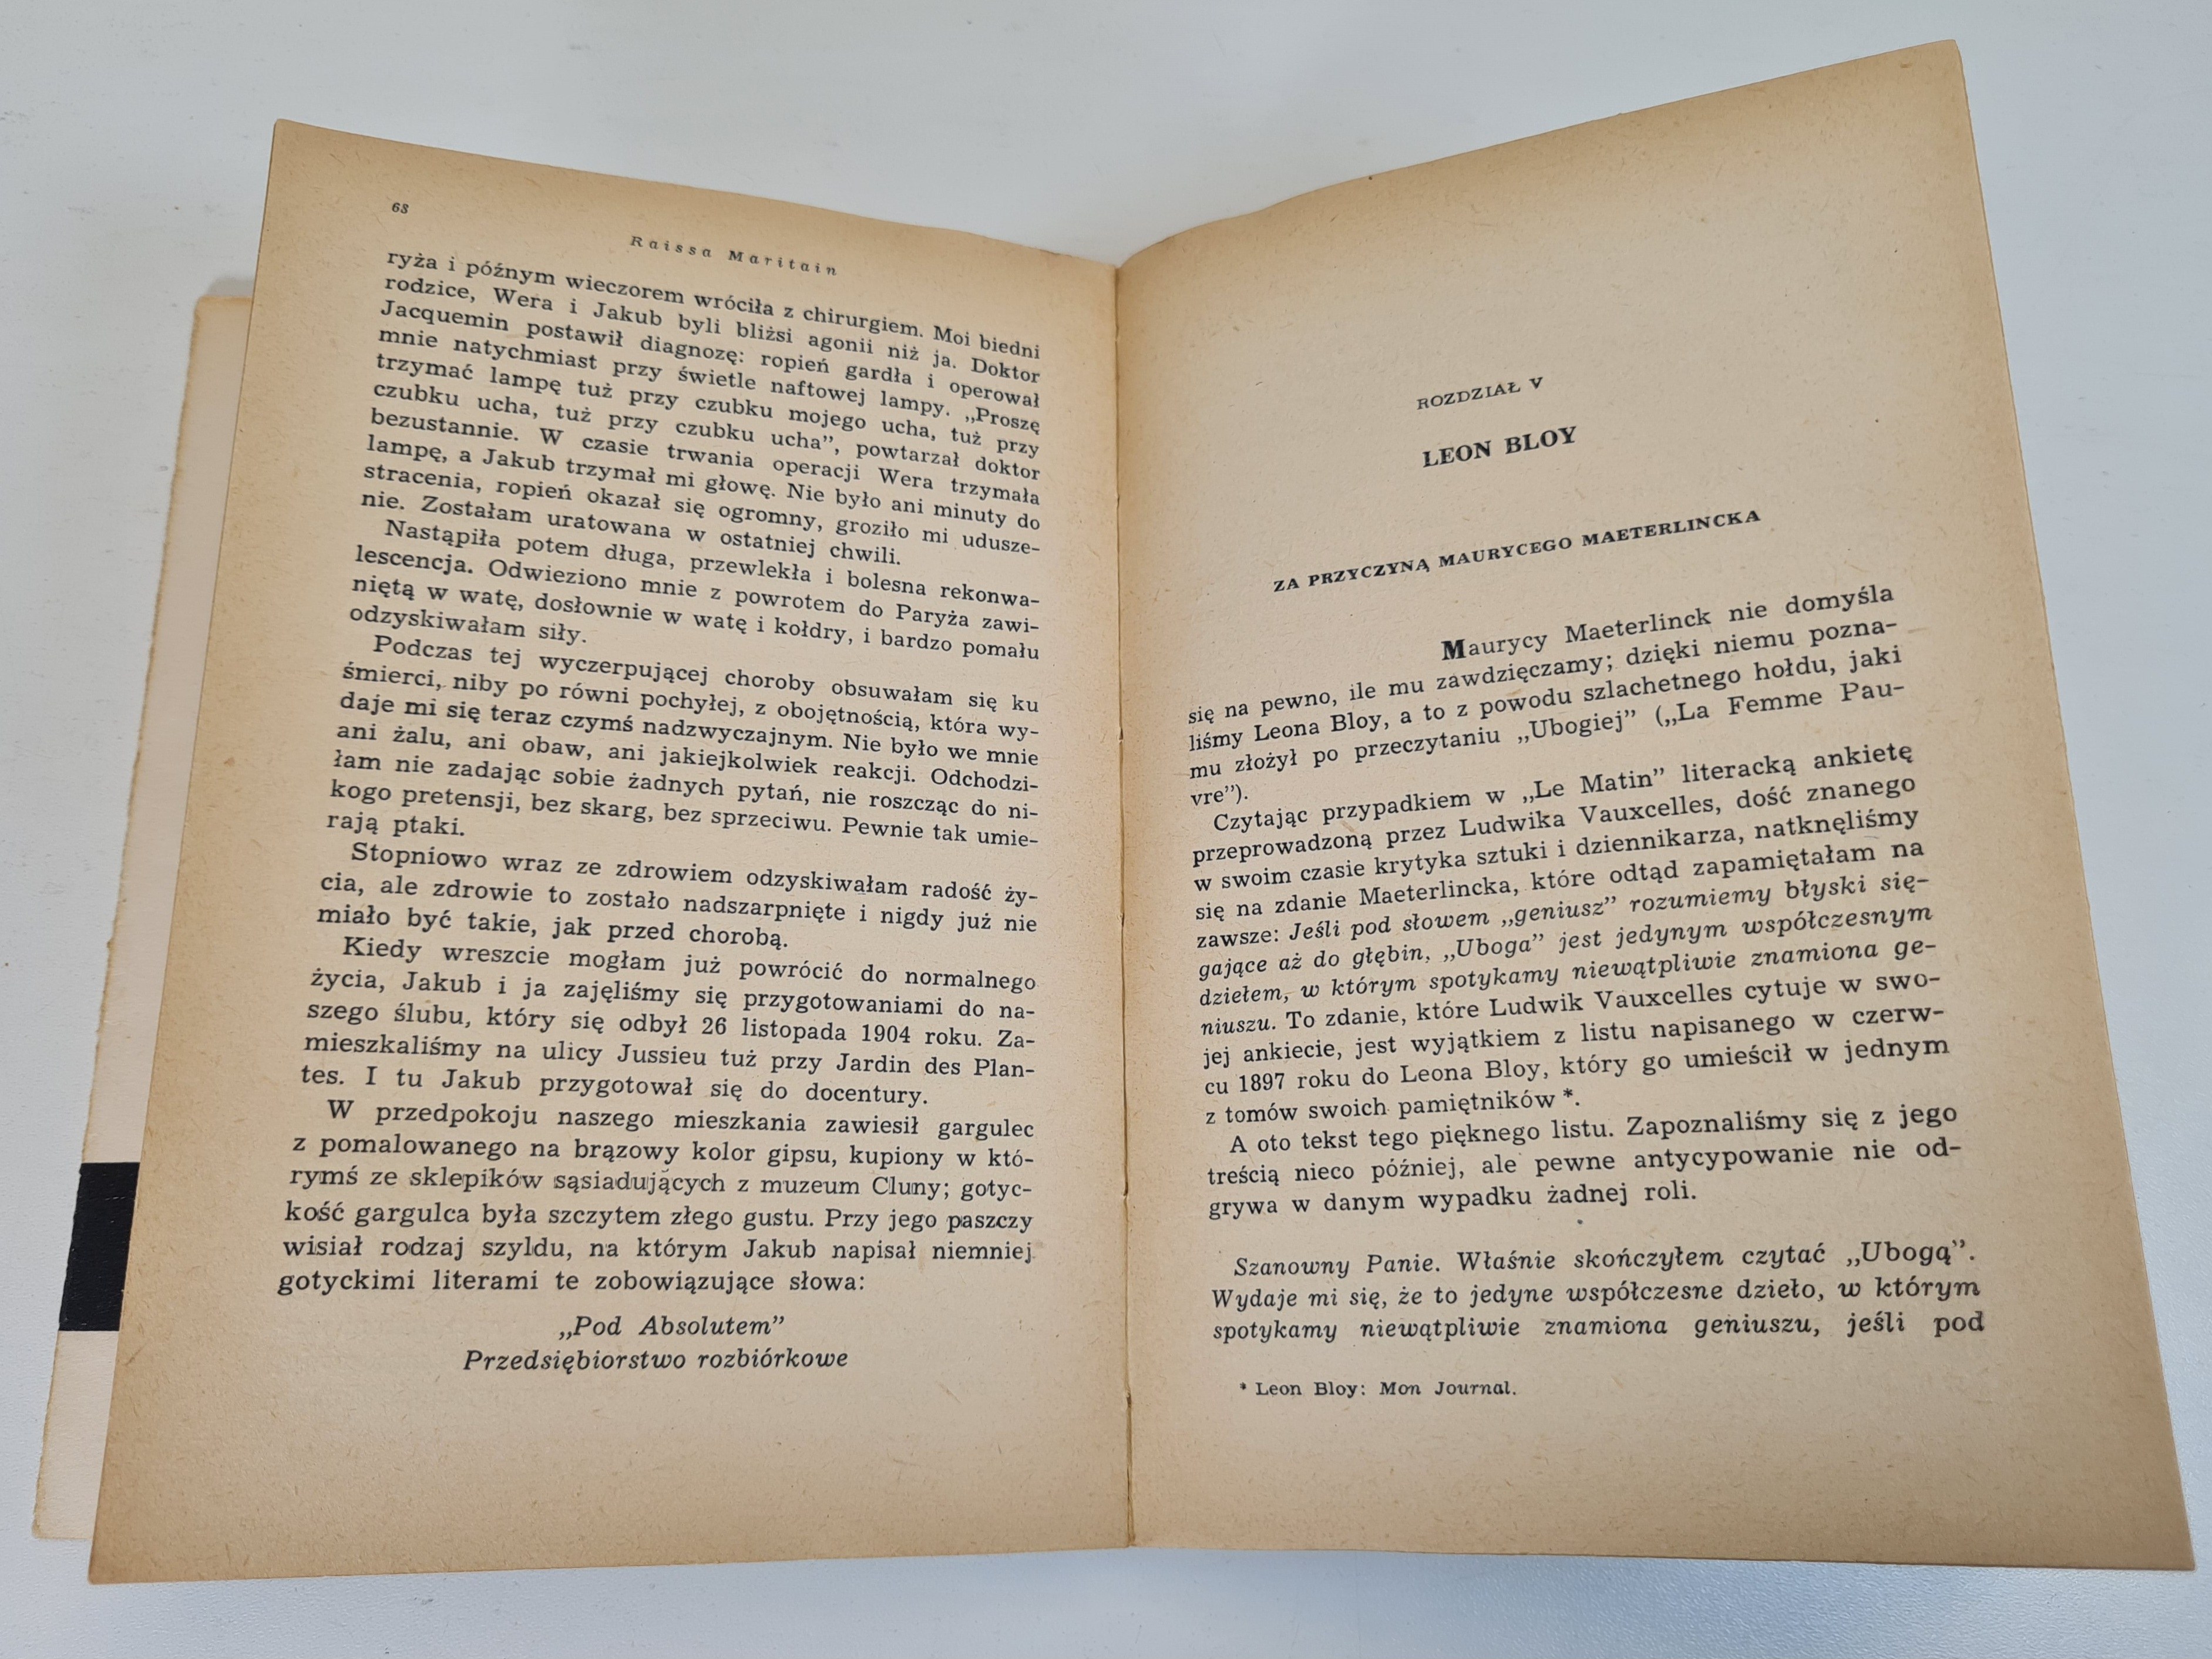 68
Raissa Maritain
ryża i późnym wieczorem wróciła z chirurgiem. Moi biedni
rodzice, Wera i Jakub byli bliżsi agonii niż ja. Doktor
Jacquemin postawił diagnozę: ropień gardła i operował
mnie natychmiast przy świetle naftowej lampy. „Proszę
trzymać lampę tuż przy czubku mojego ucha, tuż przy
czubku ucha, tuż przy czubku ucha”, powtarzał doktor
bezustannie. W czasie trwania operacji Wera trzymała
lampę, a Jakub trzymał mi głowę. Nie było ani minuty do
stracenia, ropień okazał się ogromny, groziło mi udusze-
nie. Zostałam uratowana w ostatniej chwili.
Nastąpiła potem długa, przewlekła i bolesna rekonwa-
lescencja. Odwieziono mnie z powrotem do Paryża zawi-
niętą w watę, dosłownie w watę i kołdry, i bardzo pomału
odzyskiwałam siły.
Podczas tej wyczerpującej choroby obsuwałam się ku
śmierci, niby po równi pochyłej, z obojętnością, która wy-
daje mi się teraz czymś nadzwyczajnym. Nie było we mnie
ani żalu, ani obaw, ani jakiejkolwiek reakcji. Odchodzi-
łam nie zadając sobie żadnych pytań, nie roszcząc do ni-
kogo pretensji, bez skarg, bez sprzeciwu. Pewnie tak umie-
rają ptaki.
Stopniowo wraz ze zdrowiem odzyskiwałam radość ży-
cia, ale zdrowie to zostało nadszarpnięte i nigdy już nie
miało być takie, jak przed chorobą.
Kiedy wreszcie mogłam już powrócić do normalnego
życia, Jakub i ja zajęliśmy się przygotowaniami do na-
szego ślubu, który się odbył 26 listopada 1904 roku. Za-
mieszkaliśmy na ulicy Jussieu tuż przy Jardin des Plan-
tes. I tu Jakub przygotował się do docentury.
W przedpokoju naszego mieszkania zawiesił gargulec
z pomalowanego na brązowy kolor gipsu, kupiony w któ-
rymś ze sklepików sąsiadujących z muzeum Cluny; gotyc-
kość gargulca była szczytem złego gustu. Przy jego paszczy
wisiał rodzaj szyldu, na którym Jakub napisał niemniej
gotyckimi literami te zobowiązujące słowa:
„Pod Absolutem”
Przedsiębiorstwo rozbiórkowe
ROZDZIAŁ V
LEON BLOY
ZA PRZYCZYNĄ MAURYCEGO MAETERLINCKA
Maurycy Maeterlinck nie domyśla
się na pewno, ile mu zawdzięczamy; dzięki niemu pozna-
liśmy Leona Bloy, a to z powodu szlachetnego hołdu, jaki
mu złożył po przeczytaniu „Ubogiej” („La Femme Pau-
vre”).
Czytając przypadkiem w „Le Matin” literacką ankietę
przeprowadzoną przez Ludwika Vauxcelles, dość znanego
w swoim czasie krytyka sztuki i dziennikarza, natknęliśmy
się na zdanie Maeterlincka, które odtąd zapamiętałam na
zawsze: Jeśli pod słowem „geniusz” rozumiemy błyski się-
gające aż do głębin, „Uboga” jest jedynym współczesnym
dziełem, w którym spotykamy niewątpliwie znamiona ge-
niuszu. To zdanie, które Ludwik Vauxcelles cytuje w swo-
jej ankiecie, jest wyjątkiem z listu napisanego w czerw-
cu 1897 roku do Leona Bloy, który go umieścił w jednym
z tomów swoich pamiętników *.
A oto tekst tego pięknego listu. Zapoznaliśmy się z jego
treścią nieco później, ale pewne antycypowanie nie od-
grywa w danym wypadku żadnej roli.
Szanowny Panie. Właśnie skończyłem czytać „Ubogą”.
Wydaje mi się, że to jedyne współczesne dzieło, w którym
spotykamy niewątpliwie znamiona geniuszu, jeśli pod
* Leon Bloy: Mon Journal.